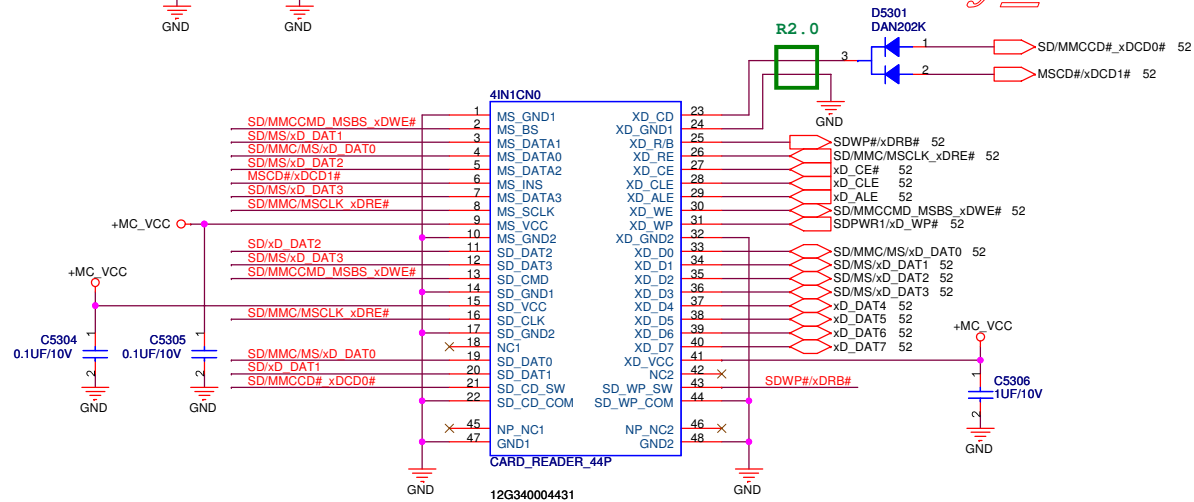 GND GND
R2.0
D5301
DAN202K
3
1 SD/MMCCD#_xDCD0# 52
2 MSCD#/xDCD1# 52
GND
4IN1CN0
1 MS_GND1 XD_CD 23
SD/MMCCMD_MSBS_xDWE# 2 MS_BS XD_GND1 24
SD/MS/xD_DAT1 3 MS_DATA1 XD_R/B 25 SDWP#/xDRB# 52
SD/MMC/MS/xD_DAT0 4 MS_DATA0 XD_RE 26 SD/MMC/MSCLK_xDRE# 52
SD/MS/xD_DAT2 5 MS_DATA2 XD_CE 27 xD_CE# 52
MSCD#/xDCD1# 6 MS_INS XD_CLE 28 xD_CLE 52
SD/MS/xD_DAT3 7 MS_DATA3 XD_ALE 29 xD_ALE 52
SD/MMC/MSCLK_xDRE# 8 MS_SCLK XD_WE 30 SD/MMCCMD_MSBS_xDWE# 52
+MC_VCC 9 MS_VCC XD_WP 31 SDPWR1/xD_WP# 52
10 MS_GND2 XD_GND2 32
SD/xD_DAT2 11 SD_DAT2 XD_D0 33 SD/MMC/MS/xD_DAT0 52
SD/MS/xD_DAT3 12 SD_DAT3 XD_D1 34 SD/MS/xD_DAT1 52
SD/MMCCMD_MSBS_xDWE# 13 SD_CMD XD_D2 35 SD/MS/xD_DAT2 52
+MC_VCC
14 SD_GND1 XD_D3 36 SD/MS/xD_DAT3 52
15 SD_VCC XD_D4 37 xD_DAT4 52
SD/MMC/MSCLK_xDRE# 16 SD_CLK XD_D5 38 xD_DAT5 52
17 SD_GND2 XD_D6 39 xD_DAT6 52
18 NC1 XD_D7 40 xD_DAT7 52
SD/MMC/MS/xD_DAT0 19 SD_DAT0 XD_VCC 41
SD/xD_DAT1 20 SD_DAT1 NC2 42
SD/MMCCD#_xDCD0# 21 SD_CD_SW SD_WP_SW 43 SDWP#/xDRB#
22 SD_CD_COM SD_WP_COM 44
45 NP_NC1 NP_NC2 46
47 GND1 GND2 48
C5304
0.1UF/10V
1
2
GND
C5305
0.1UF/10V
1
2
GND
+MC_VCC
C5306
1UF/10V
1
2
GND
CARD_READER_44P
GND GND
12G340004431